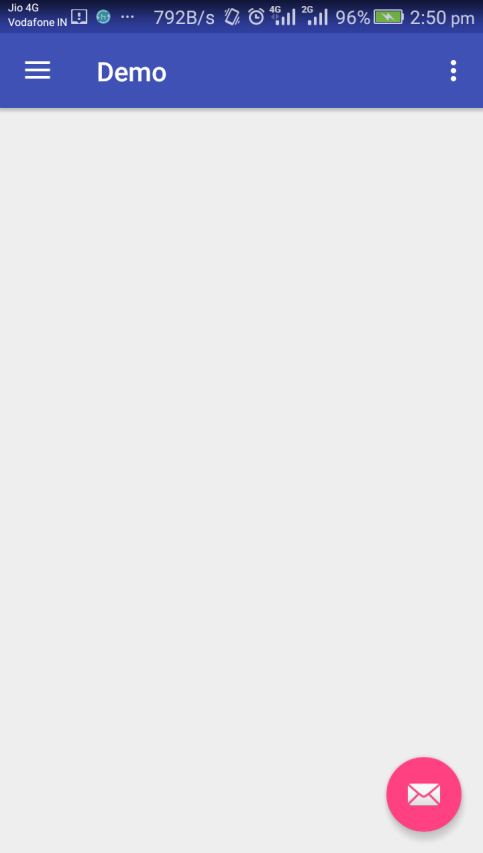 Jio 4G
Vodafone IN
792B/s 4G 2G 96% 2:50 pm
Demo